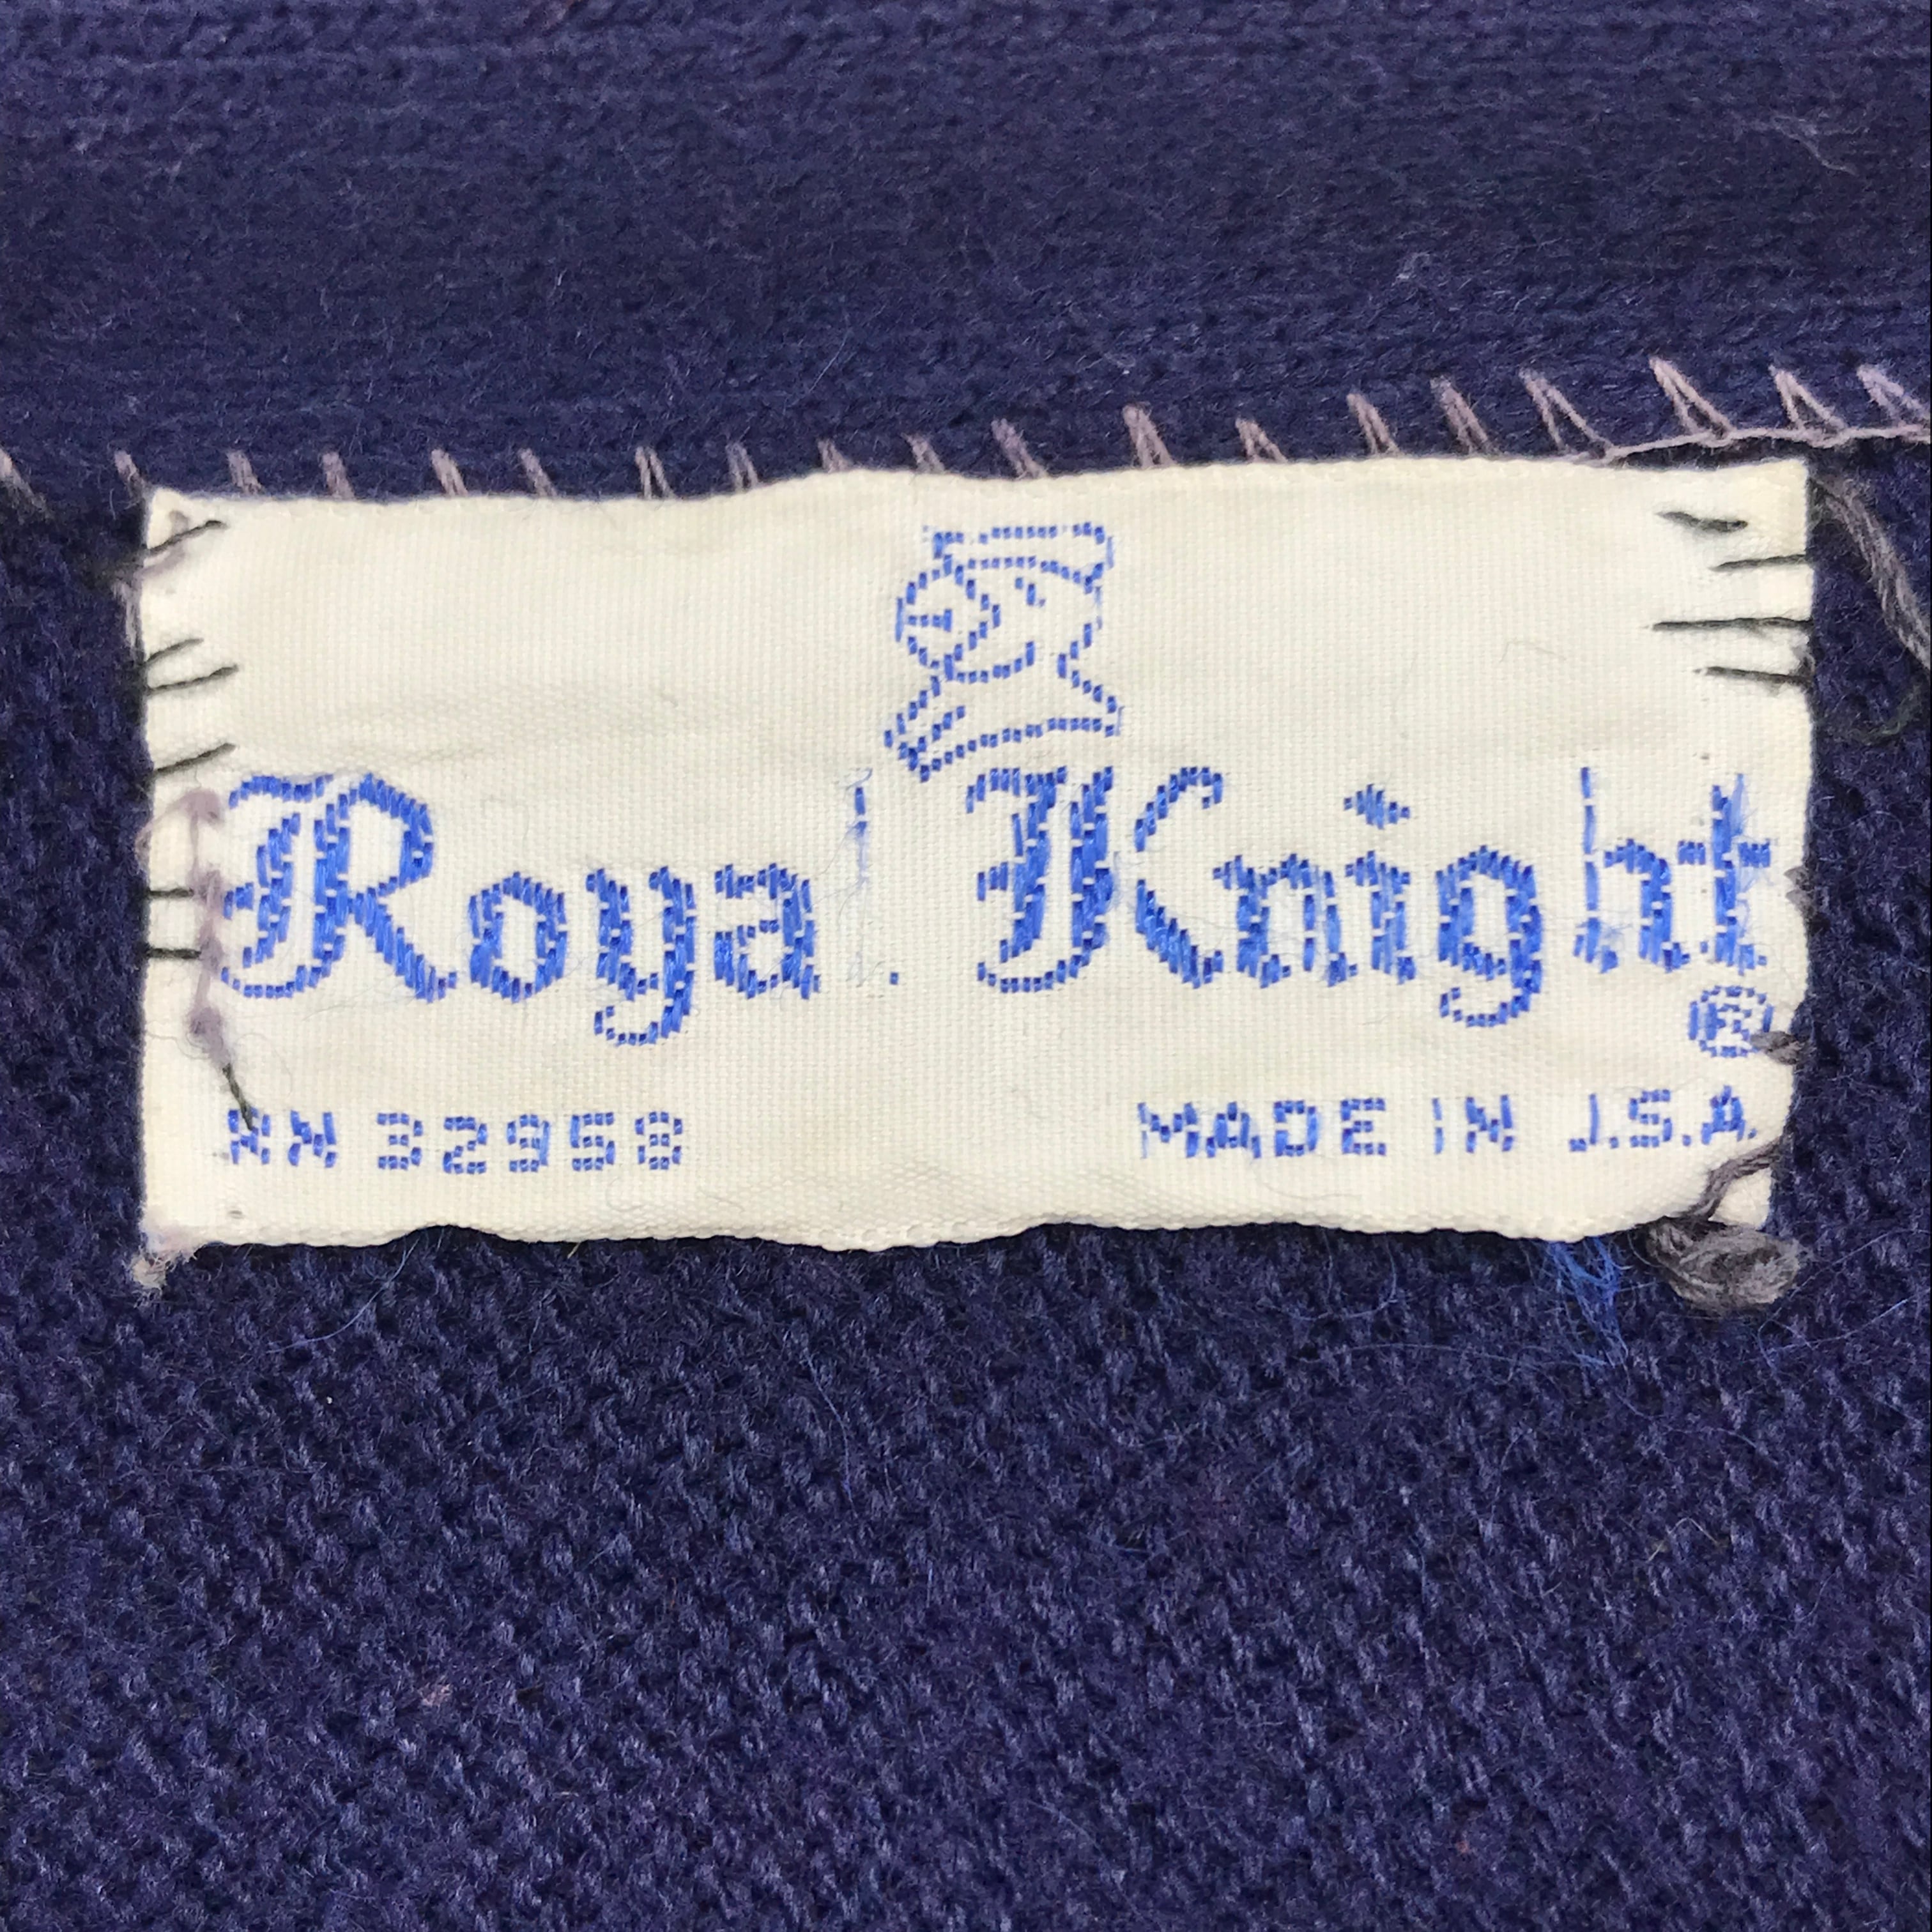 Royal Knight
®
RN 32958
MADE IN U.S.A.